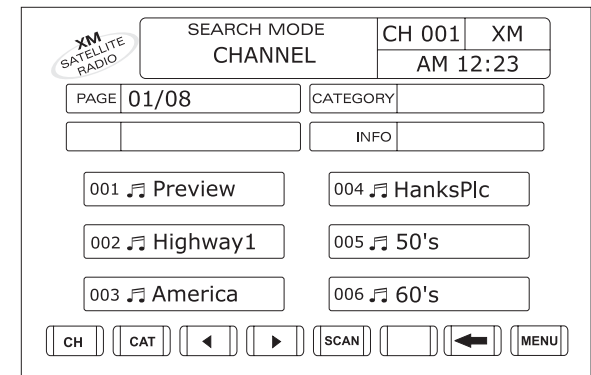 XM
SATELLITE
RADIO
SEARCH MODE
CHANNEL
CH 001 XM
AM 12:23
PAGE 01/08
CATEGORY
INFO
001 Preview
004 HanksPlc
002 Highway1
005 50's
003 America
006 60's
CH CAT SCAN MENU